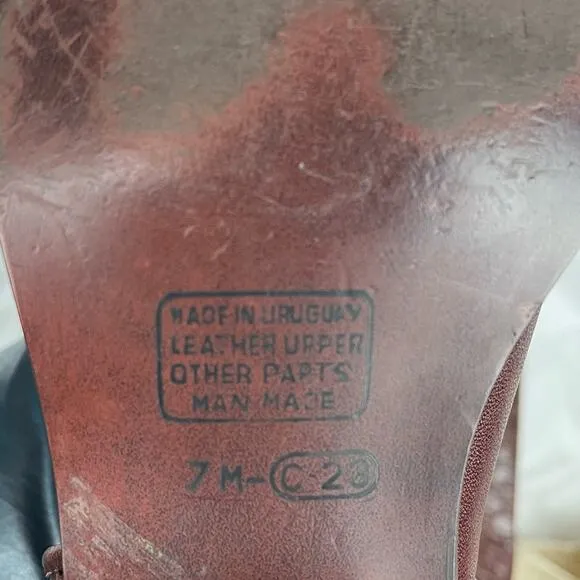 MADE IN URUGUAY
LEATHER UPPER
OTHER PARTS
MAN MADE
7 M-C-28